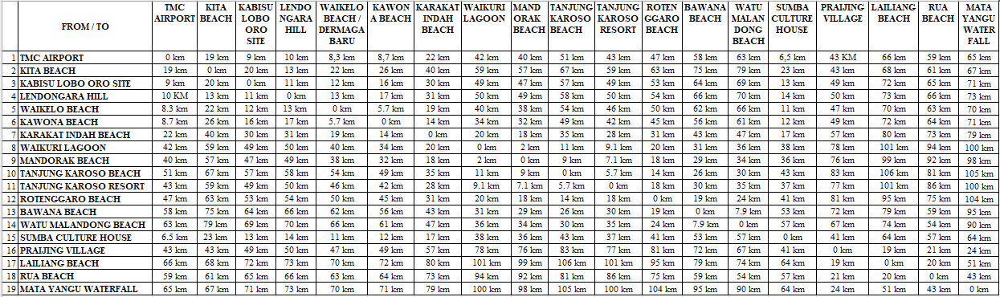 FROM / TO | TMC AIRPORT | KITA BEACH | KABISU LOBO ORO SITE | LENDO NGARA HILL | WAIKELO BEACH / DERMAGA BARU | KAWON A BEACH | KARAKAT INDAH BEACH | WAIKURI LAGOON | MAND ORAK BEACH | TANJUNG KAROSO BEACH | TANJUNG KAROSO RESORT | ROTEN GGARO BEACH | BAWANA BEACH | WATU MALAN DONG BEACH | SUMBA CULTURE HOUSE | PRAIJING VILLAGE | LAILIANG BEACH | RUA BEACH | MATA YANGU WATER FALL
1 TMC AIRPORT 0 km 19 km 9 km 10 km 8,3 km 8,7 km 22 km 42 km 40 km 51 km 43 km 47 km 58 km 63 km 6,5 km 43 KM 66 km 59 km 65 km
2 KITA BEACH 19 km 0 km 20 km 13 km 22 km 26 km 40 km 59 km 57 km 67 km 59 km 63 km 75 km 79 km 23 km 43 km 68 km 61 km 67 km
3 KABISU LOBO ORO SITE 9 km 20 km 0 km 11 km 12 km 16 km 30 km 49 km 47 km 57 km 49 km 53 km 64 km 69 km 13 km 49 km 72 km 65 km 71 km
4 LENDONGARA HILL 10 KM 13 km 11 km 0 km 13 km 17 km 31 km 50 km 49 km 58 km 50 km 54 km 66 km 70 km 14 km 50 km 73 km 66 km 73 km
5 WAIKELO BEACH 8.3 km 22 km 12 km 13 km 0 km 5.7 km 19 km 40 km 38 km 54 km 46 km 50 km 62 km 66 km 11 km 47 km 70 km 63 km 70 km
6 KAWONA BEACH 8.7 km 26 km 16 km 17 km 5.7 km 0 km 14 km 34 km 32 km 49 km 42 km 45 km 56 km 61 km 12 km 49 km 72 km 64 km 71 km
7 KARAKAT INDAH BEACH 22 km 40 km 30 km 31 km 19 km 14 km 0 km 20 km 18 km 35 km 28 km 31 km 43 km 47 km 17 km 57 km 80 km 73 km 79 km
8 WAIKURI LAGOON 42 km 59 km 49 km 50 km 40 km 34 km 20 km 0 km 2 km 11 km 9.1 km 20 km 31 km 36 km 38 km 78 km 101 km 94 km 100 km
9 MANDORAK BEACH 40 km 57 km 47 km 49 km 38 km 32 km 18 km 2 km 0 km 9 km 7.1 km 18 km 29 km 34 km 36 km 76 km 99 km 92 km 98 km
10 TANJUNG KAROSO BEACH 51 km 67 km 57 km 58 km 54 km 49 km 35 km 11 km 9 km 0 km 5.7 km 14 km 26 km 30 km 43 km 83 km 106 km 81 km 105 km
11 TANJUNG KAROSO RESORT 43 km 59 km 49 km 50 km 46 km 42 km 28 km 9.1 km 7.1 km 5.7 km 0 km 18 km 30 km 35 km 37 km 77 km 101 km 86 km 100 km
12 ROTENGGARO BEACH 47 km 63 km 53 km 54 km 50 km 45 km 31 km 20 km 18 km 14 km 18 km 0 km 19 km 24 km 41 km 81 km 95 km 75 km 104 km
13 BAWANA BEACH 58 km 75 km 64 km 66 km 62 km 56 km 43 km 31 km 29 km 26 km 30 km 19 km 0 km 7.9 km 53 km 72 km 79 km 59 km 95 km
14 WATU MALANDONG BEACH 63 km 79 km 69 km 70 km 66 km 61 km 47 km 36 km 34 km 30 km 35 km 24 km 7.9 km 0 km 57 km 67 km 74 km 54 km 90 km
15 SUMBA CULTURE HOUSE 6.5 km 23 km 13 km 14 km 11 km 12 km 17 km 38 km 36 km 43 km 37 km 41 km 53 km 57 km 0 km 41 km 64 km 57 km 64 km
16 PRAIJING VILLAGE 43 km 43 km 49 km 50 km 47 km 49 km 57 km 78 km 76 km 83 km 77 km 81 km 72 km 67 km 41 km 0 km 19 km 21 km 24 km
17 LAILIANG BEACH 66 km 68 km 72 km 73 km 70 km 72 km 80 km 101 km 99 km 106 km 101 km 95 km 79 km 74 km 64 km 19 km 0 km 20 km 51 km
18 RUA BEACH 59 km 61 km 65 km 66 km 63 km 64 km 73 km 94 km 92 km 81 km 86 km 75 km 59 km 54 km 57 km 21 km 20 km 0 km 43 km
19 MATA YANGU WATERFALL 65 km 67 km 71 km 73 km 70 km 71 km 79 km 100 km 98 km 105 km 100 km 104 km 95 km 90 km 64 km 24 km 51 km 43 km 0 km